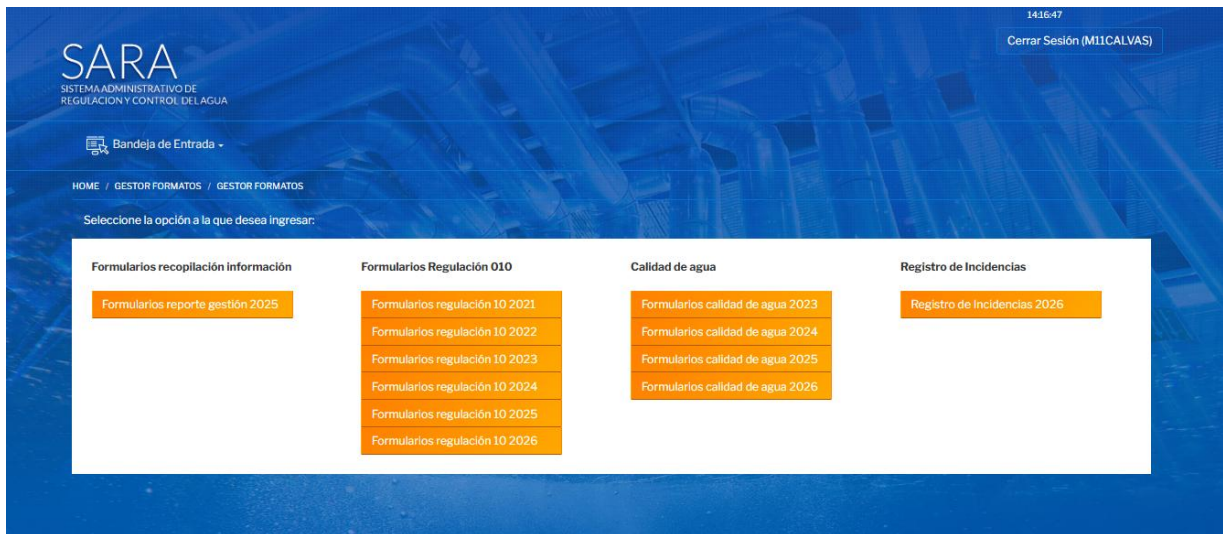 14:16:47
Cerrar Sesión (M11CALVAS)
SARA
SISTEMA ADMINISTRATIVO DE
REGULACION Y CONTROL DEL AGUA
Bandeja de Entrada
HOME / GESTOR FORMATOS / GESTOR FORMATOS
Seleccione la opción a la que desea ingresar:
Formularios recopilación información
Formularios reporte gestión 2025
Formularios Regulación 010
Formularios regulación 10 2021
Formularios regulación 10 2022
Formularios regulación 10 2023
Formularios regulación 10 2024
Formularios regulación 10 2025
Formularios regulación 10 2026
Calidad de agua
Formularios calidad de agua 2023
Formularios calidad de agua 2024
Formularios calidad de agua 2025
Formularios calidad de agua 2026
Registro de Incidencias
Registro de Incidencias 2026